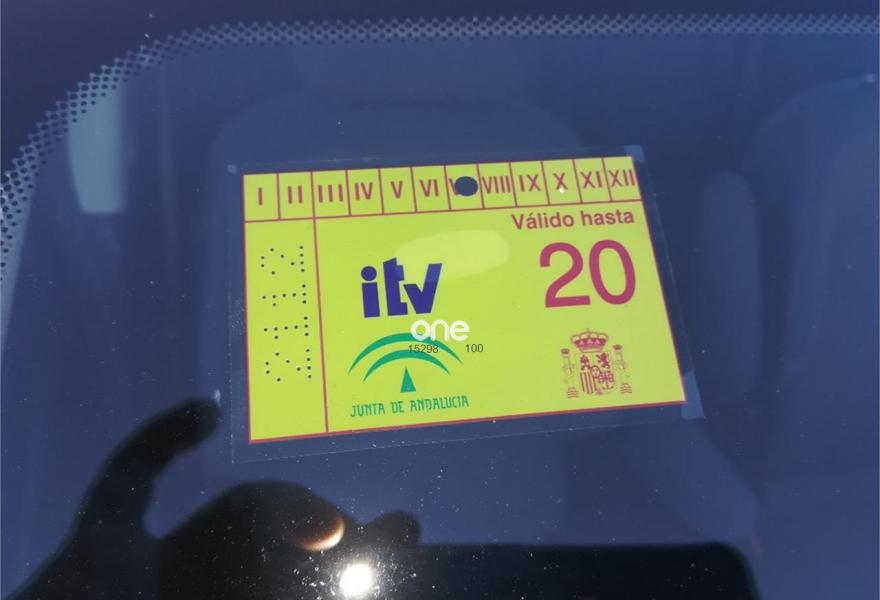 I II III IV V VI VIII IX X XI XII
Válido hasta
20
itv
one
15298 100
JUNTA DE ANDALUCIA